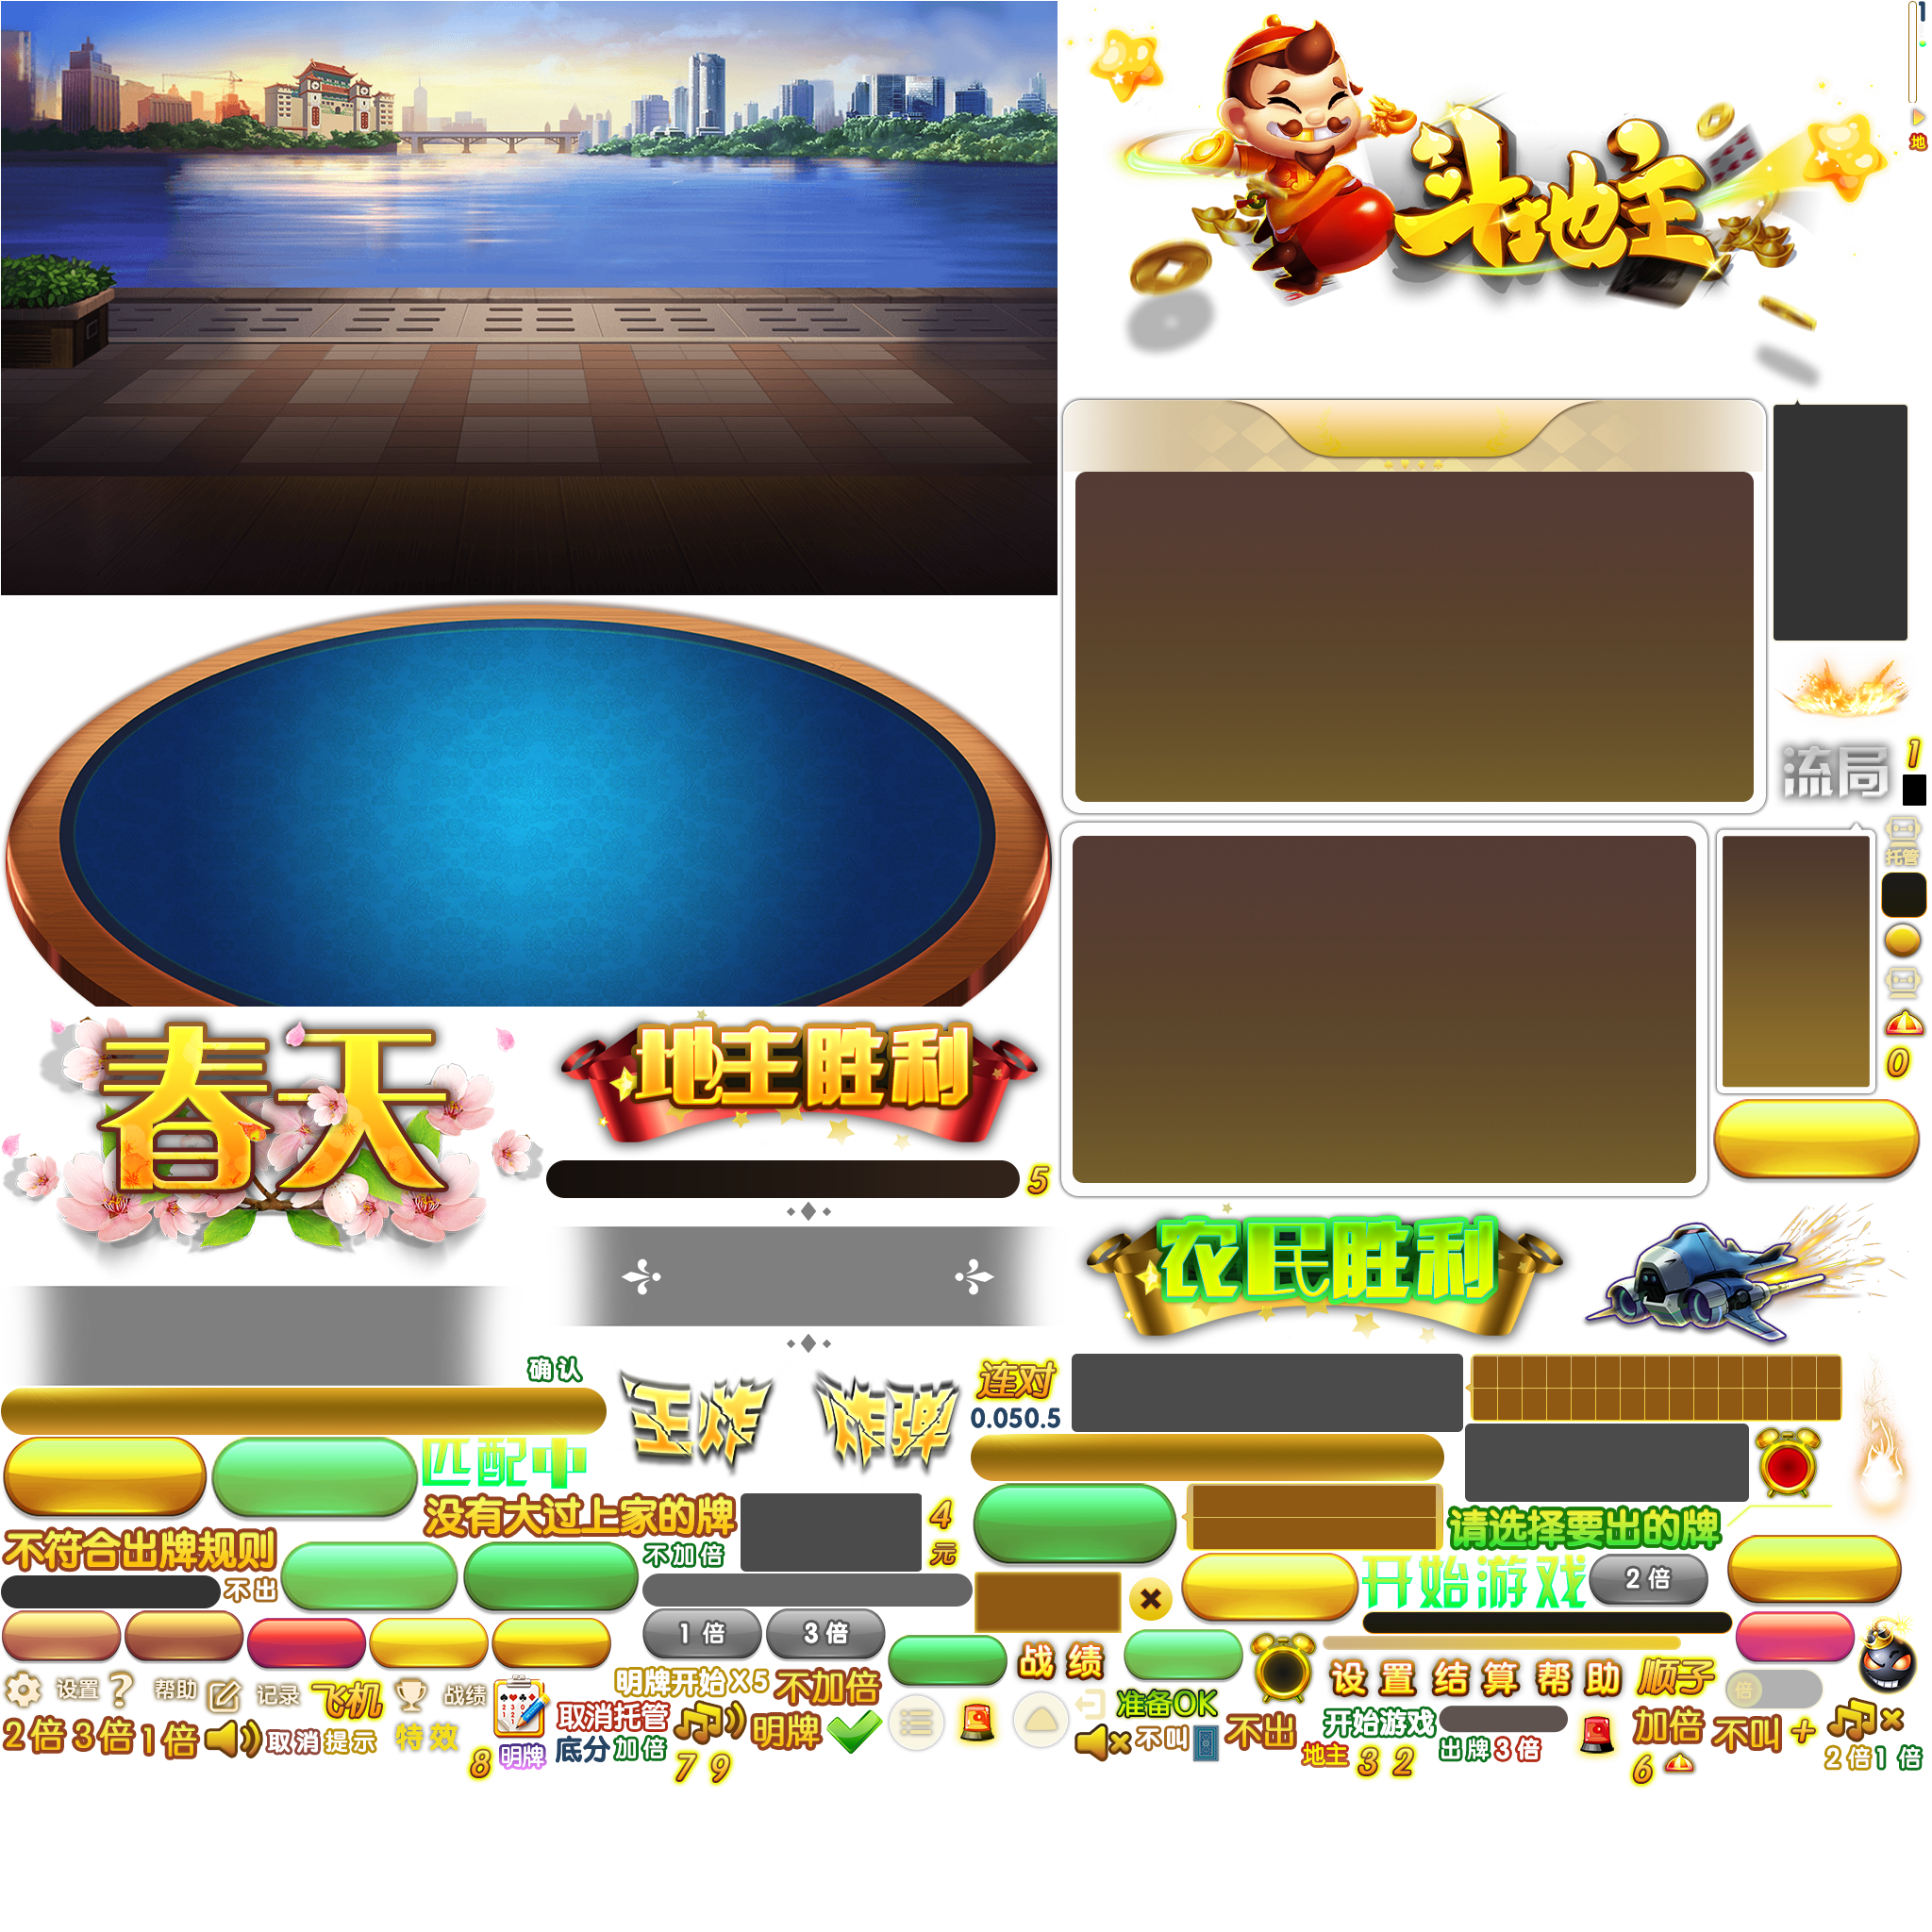 1
地
斗地主
流局
1
托管
0
春天
地主胜利
5
农民胜利
确认
王炸
炸弹
连对
0.050.5
匹配中
没有大过上家的牌
4
元
请选择要出的牌
不符合出牌规则
不加倍
不出
开始游戏
2 倍
1 倍
3 倍
战绩
设置
帮助
记录
飞机
战绩
明牌开始X5
不加倍
设置
结算
帮助
顺子
倍
2倍
3倍
1倍
取消
提示
特效
8
明牌
取消托管
底分
加倍
7
9
明牌
准备OK
不叫
不出
地主
开始游戏
3
2
出牌
3倍
加倍
6
不叫
+
2倍
1倍